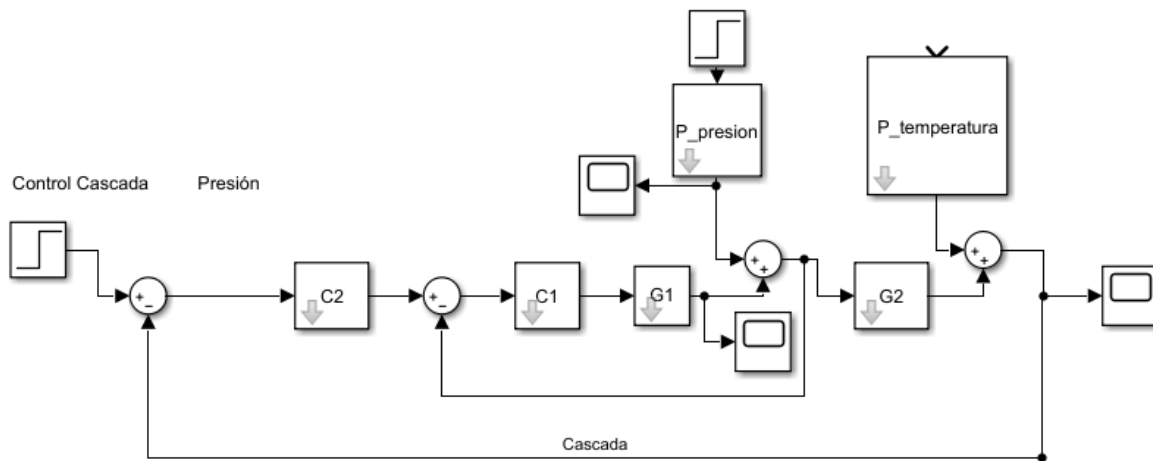 P_presion
P_temperatura
Control Cascada
Presión
+
-
C2
+
-
C1
G1
+
+
G2
+
+
Cascada